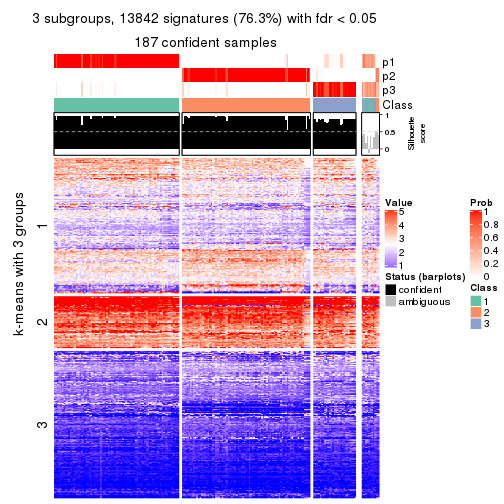 3 subgroups, 13842 signatures (76.3%) with fdr < 0.05
187 confident samples
p1
p2
p3
Class
1
0.5
0
Silhouette
score
k-means with 3 groups
1
2
3
Value
5
4
3
2
1
Status (barplots)
confident
ambiguous
Prob
1
0.8
0.6
0.4
0.2
0
Class
1
2
3